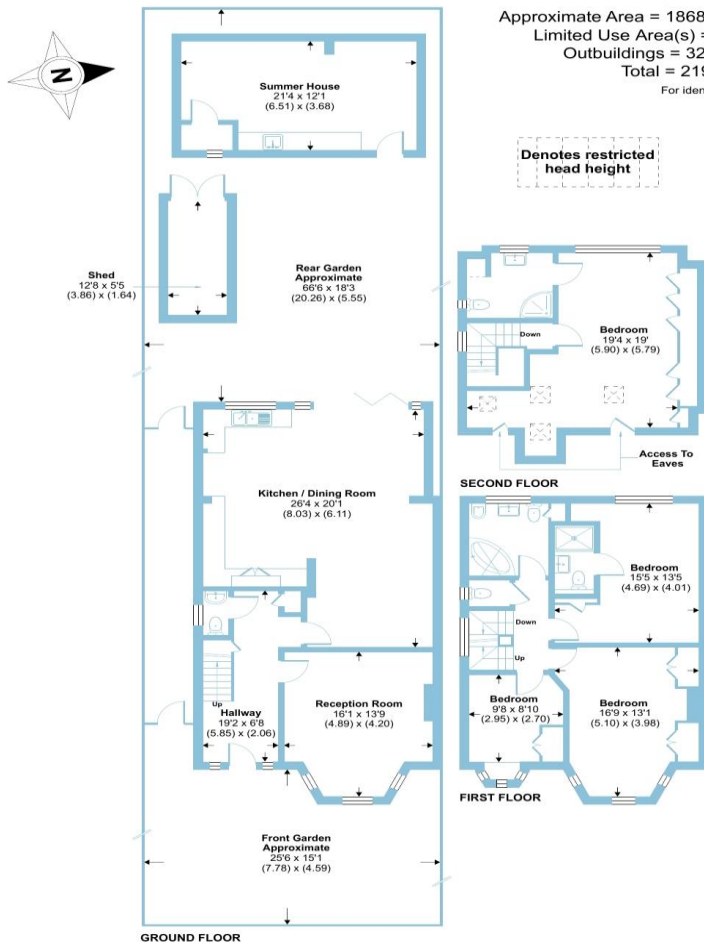 Approximate Area = 1868
Limited Use Area(s) =
Outbuildings = 32
Total = 219
For iden
N
Denotes restricted
head height
Summer House
21'4 x 12'1
(6.51) x (3.68)
Shed
12'8 x 5'5
(3.86) x (1.64)
Rear Garden
Approximate
66'6 x 18'3
(20.26) x (5.55)
Kitchen / Dining Room
26'4 x 20'1
(8.03) x (6.11)
Up
Hallway
19'2 x 6'8
(5.85) x (2.06)
Reception Room
16'1 x 13'9
(4.89) x (4.20)
Front Garden
Approximate
25'6 x 15'1
(7.78) x (4.59)
GROUND FLOOR
Down
Bedroom
19'4 x 19'
(5.90) x (5.79)
Access To
Eaves
SECOND FLOOR
Bedroom
15'5 x 13'5
(4.69) x (4.01)
Down
Up
Bedroom
9'8 x 8'10
(2.95) x (2.70)
Bedroom
16'9 x 13'1
(5.10) x (3.98)
FIRST FLOOR